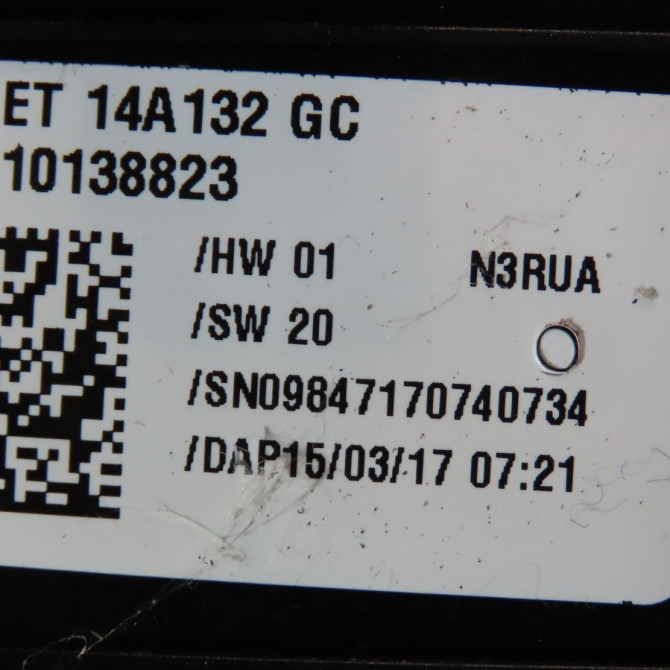 ET 14A132 GC
10138823
/HW 01 N3RUA
/SW 20
/SN09847170740734
/DAP15/03/17 07:21